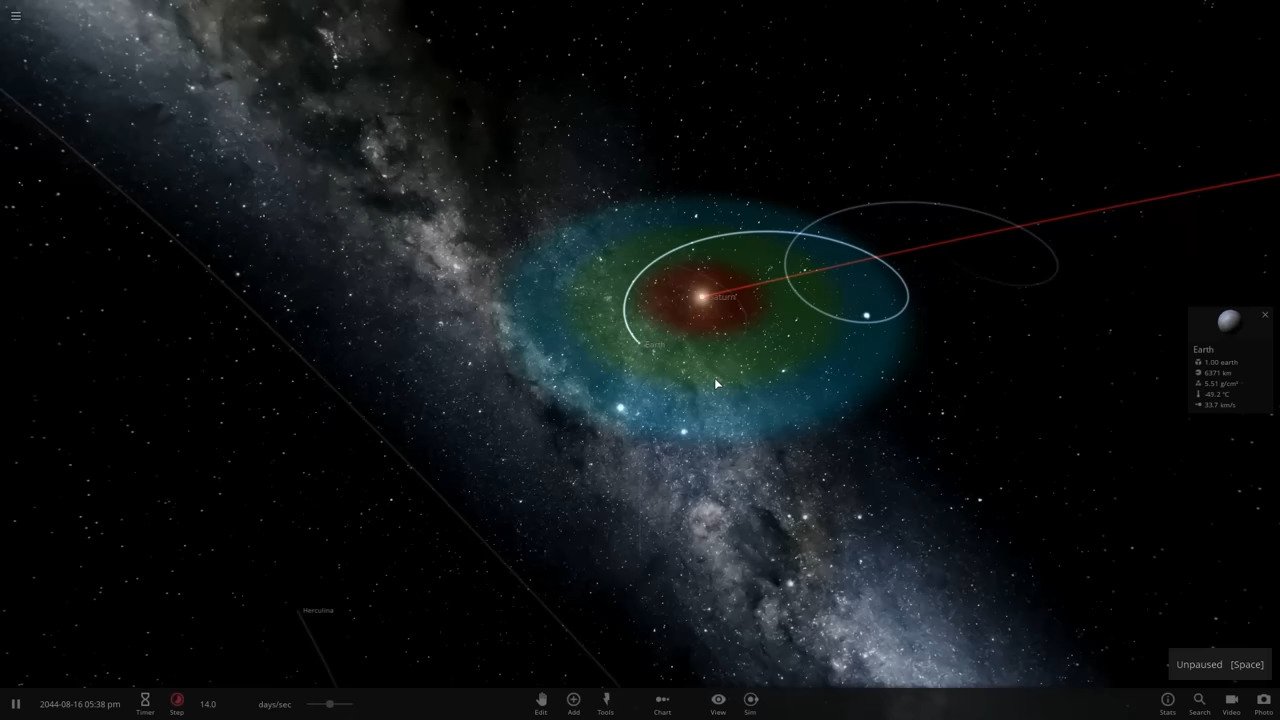 Saturn
Earth
Earth
1.00 earth
6371 km
5.51 g/cm³
-45.2 °C
33.7 km/s
Herculina
Unpaused [Space]
2044-08-16 05:38 pm
Timer
Step
14.0
days/sec
Edit
Add
Tools
Chart
View
Sim
Stats
Search
Video
Photo